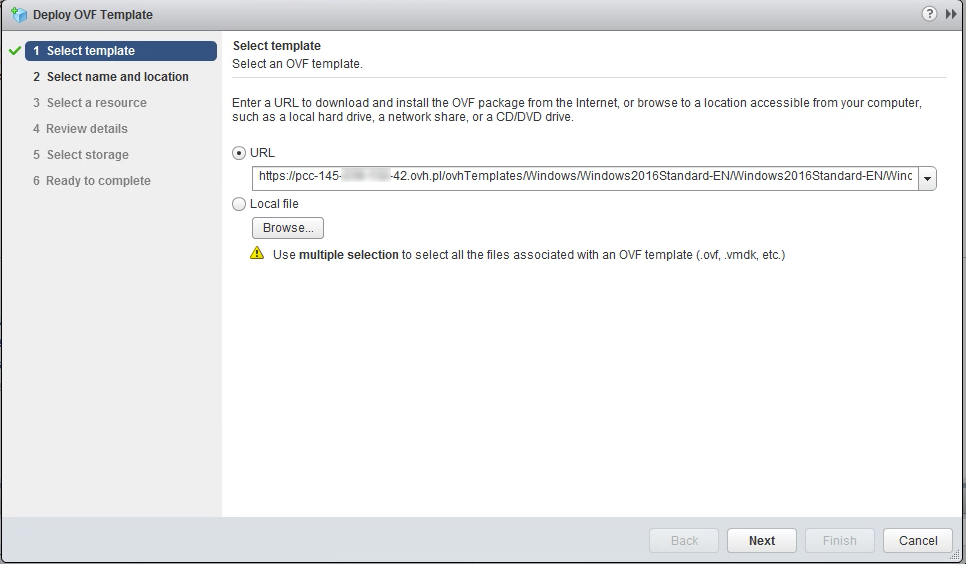 Deploy OVF Template
1 Select template
2 Select name and location
3 Select a resource
4 Review details
5 Select storage
6 Ready to complete
Select template
Select an OVF template.
Enter a URL to download and install the OVF package from the Internet, or browse to a location accessible from your computer,
such as a local hard drive, a network share, or a CD/DVD drive.
URL
https://pcc-145- -42.ovh.pl/ovhTemplates/Windows/Windows2016Standard-EN/Windows2016Standard-EN/Winc
Local file
Browse...
Use multiple selection to select all the files associated with an OVF template (.ovf, .vmdk, etc.)
Back
Next
Finish
Cancel